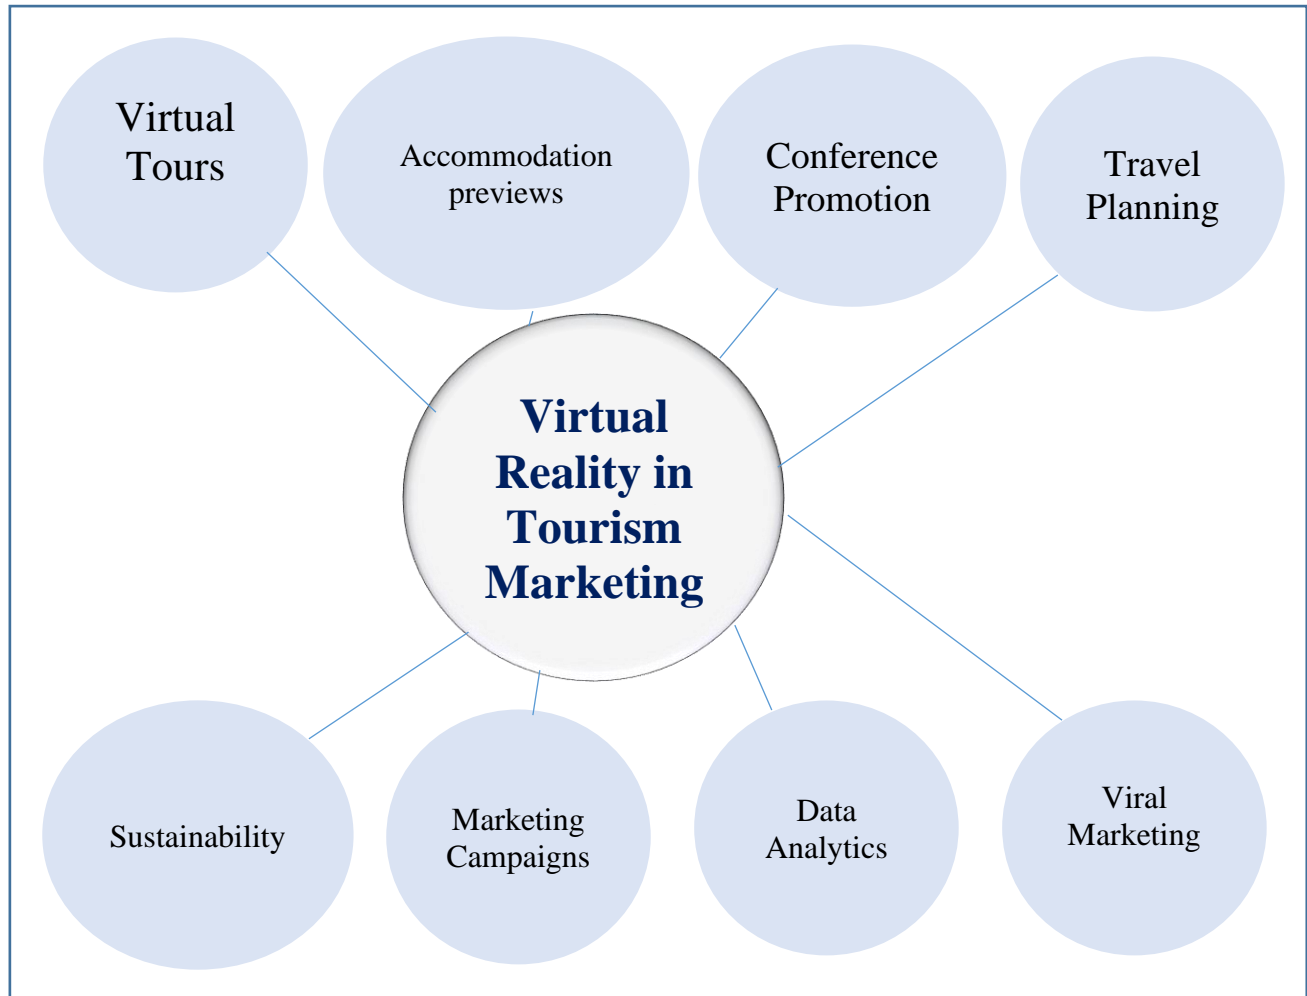 Virtual
Tours
Accommodation
previews
Conference
Promotion
Travel
Planning
Virtual
Reality in
Tourism
Marketing
Sustainability
Marketing
Campaigns
Data
Analytics
Viral
Marketing